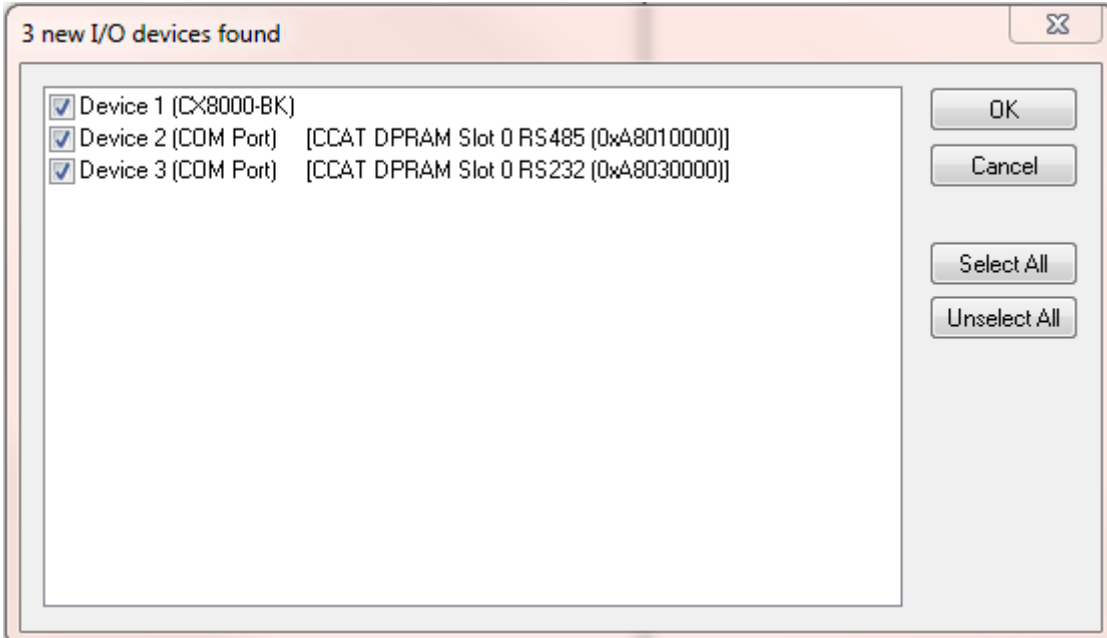 3 new I/O devices found
Device 1 (CX8000-BK)
Device 2 (COM Port) [CCAT DPRAM Slot 0 RS485 (0xA8010000)]
Device 3 (COM Port) [CCAT DPRAM Slot 0 RS232 (0xA8030000)]
OK
Cancel
Select All
Unselect All